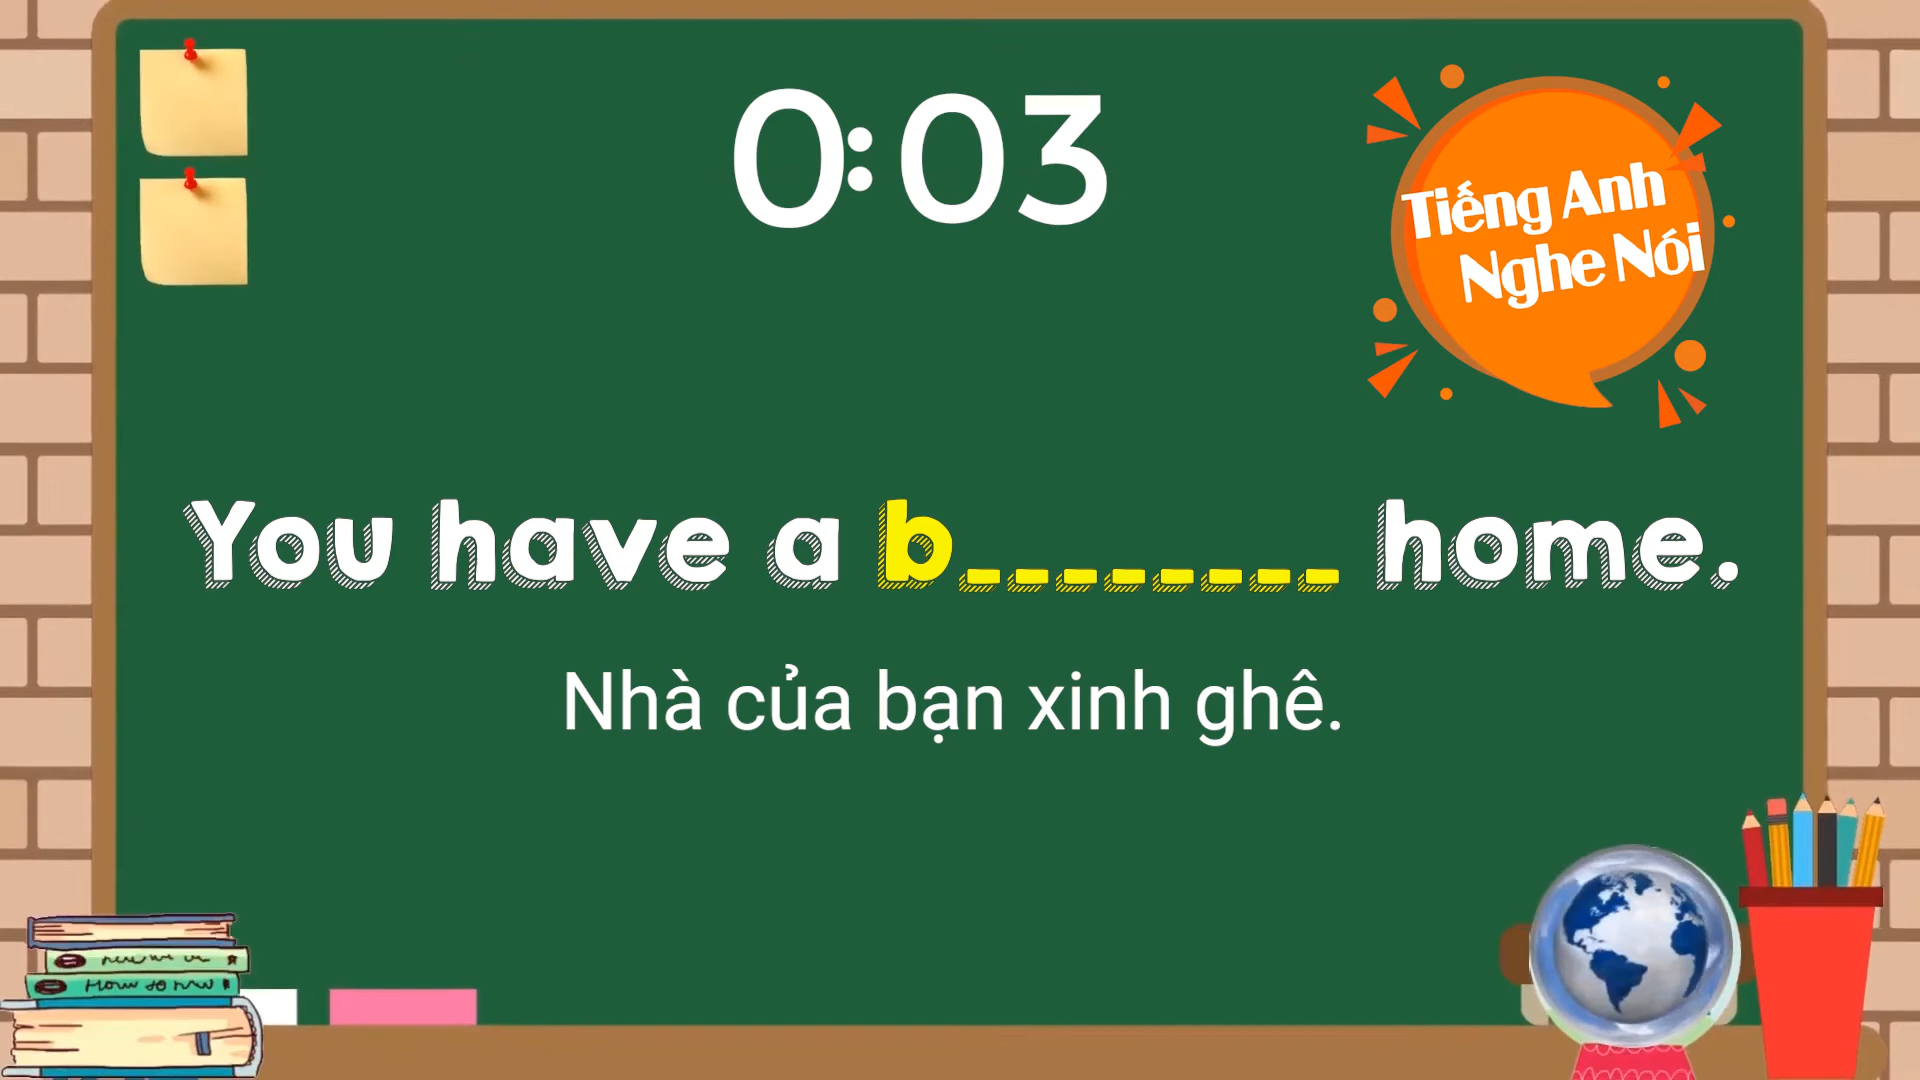 0:03
Tiếng Anh
Nghe Nói
You have a b________ home.
Nhà của bạn xinh ghê.